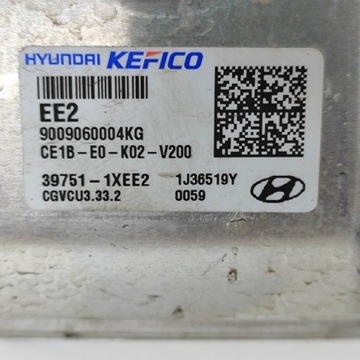 HYUNDAI KEFICO
EE2
9009060004KG
CE1B-E0-K02-V200
39751-1XEE2 1J36519Y
CGVCU3.33.2 0059